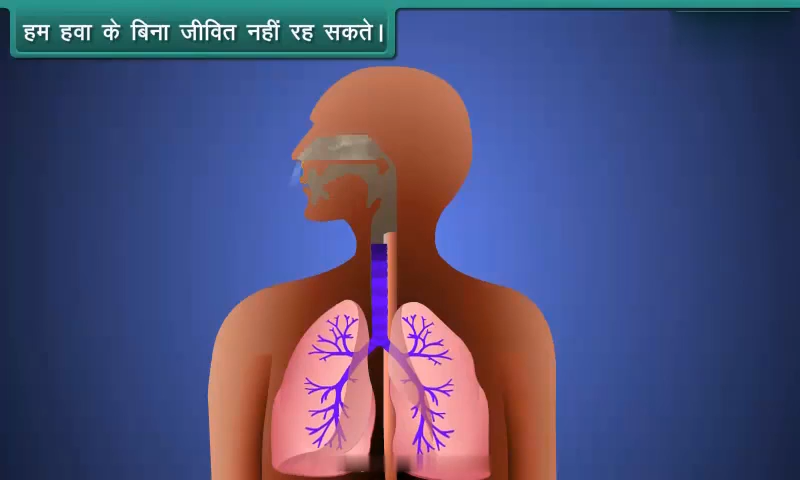 हम हवा के बिना जीवित नहीं रह सकते।